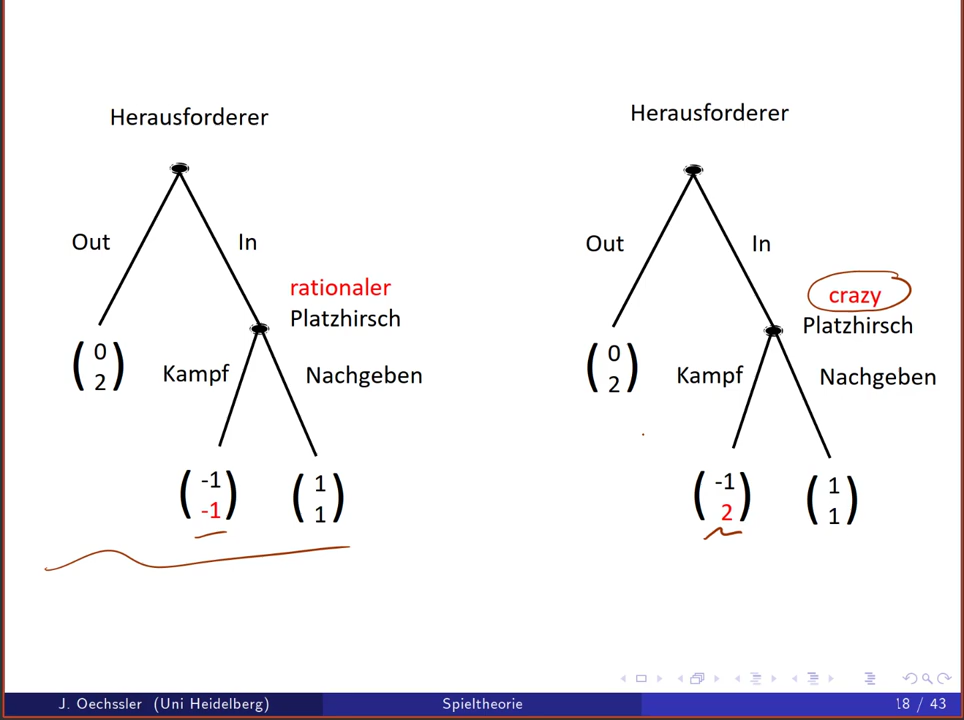 Herausforderer
Out
In
rationaler
Platzhirsch
Kampf
Nachgeben
0
2
-1
-1
1
1
Herausforderer
Out
In
crazy
Platzhirsch
Kampf
Nachgeben
0
2
-1
2
1
1
J. Oechssler (Uni Heidelberg)
Spieltheorie
18 / 43